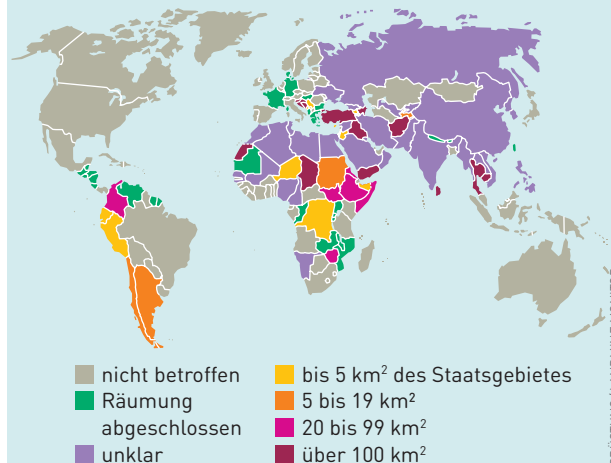 nicht betroffen
Räumung
abgeschlossen
unklar
bis 5 km² des Staatsgebietes
5 bis 19 km²
20 bis 99 km²
über 100 km²